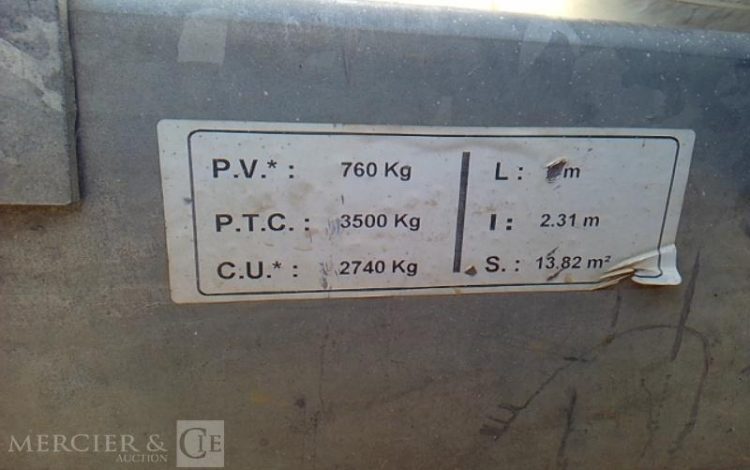 P.V.* : 760 Kg
P.T.C. : 3500 Kg
C.U.* : 2740 Kg
L : m
l : 2.31 m
S. : 13.82 m²
MERCIER & CIE
AUCTION